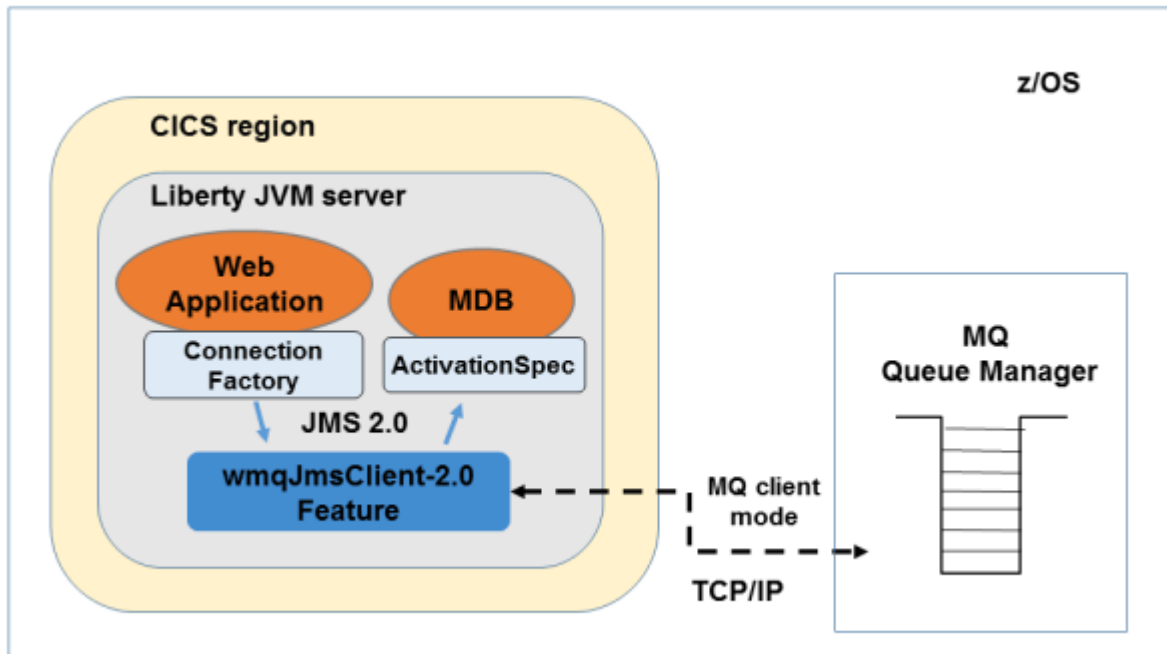 z/OS
CICS region
Liberty JVM server
Web
Application
MDB
Connection
Factory
ActivationSpec
JMS 2.0
wmqJmsClient-2.0
Feature
MQ client
mode
TCP/IP
MQ
Queue Manager